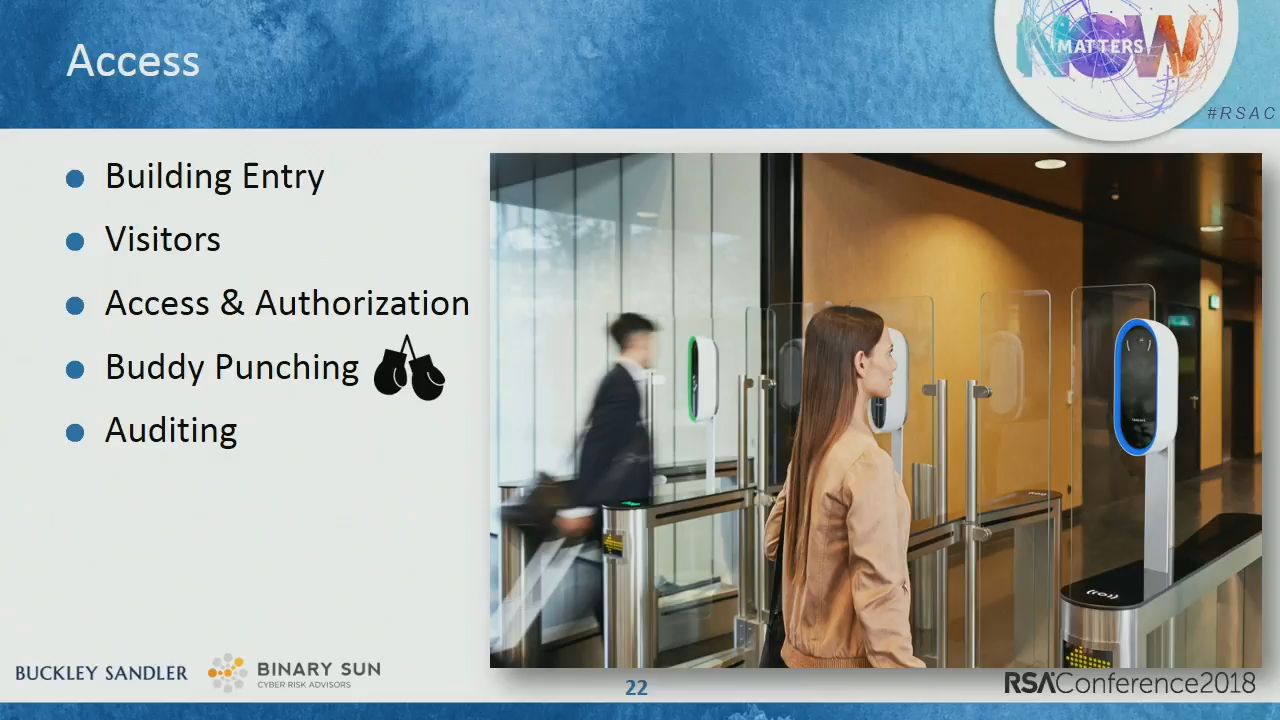 Access
NOW
MATTERS
#RSAC
Building Entry
Visitors
Access & Authorization
Buddy Punching
Auditing
BUCKLEY SANDLER
BINARY SUN
CYBER RISK ADVISORS
22
RSAConference2018